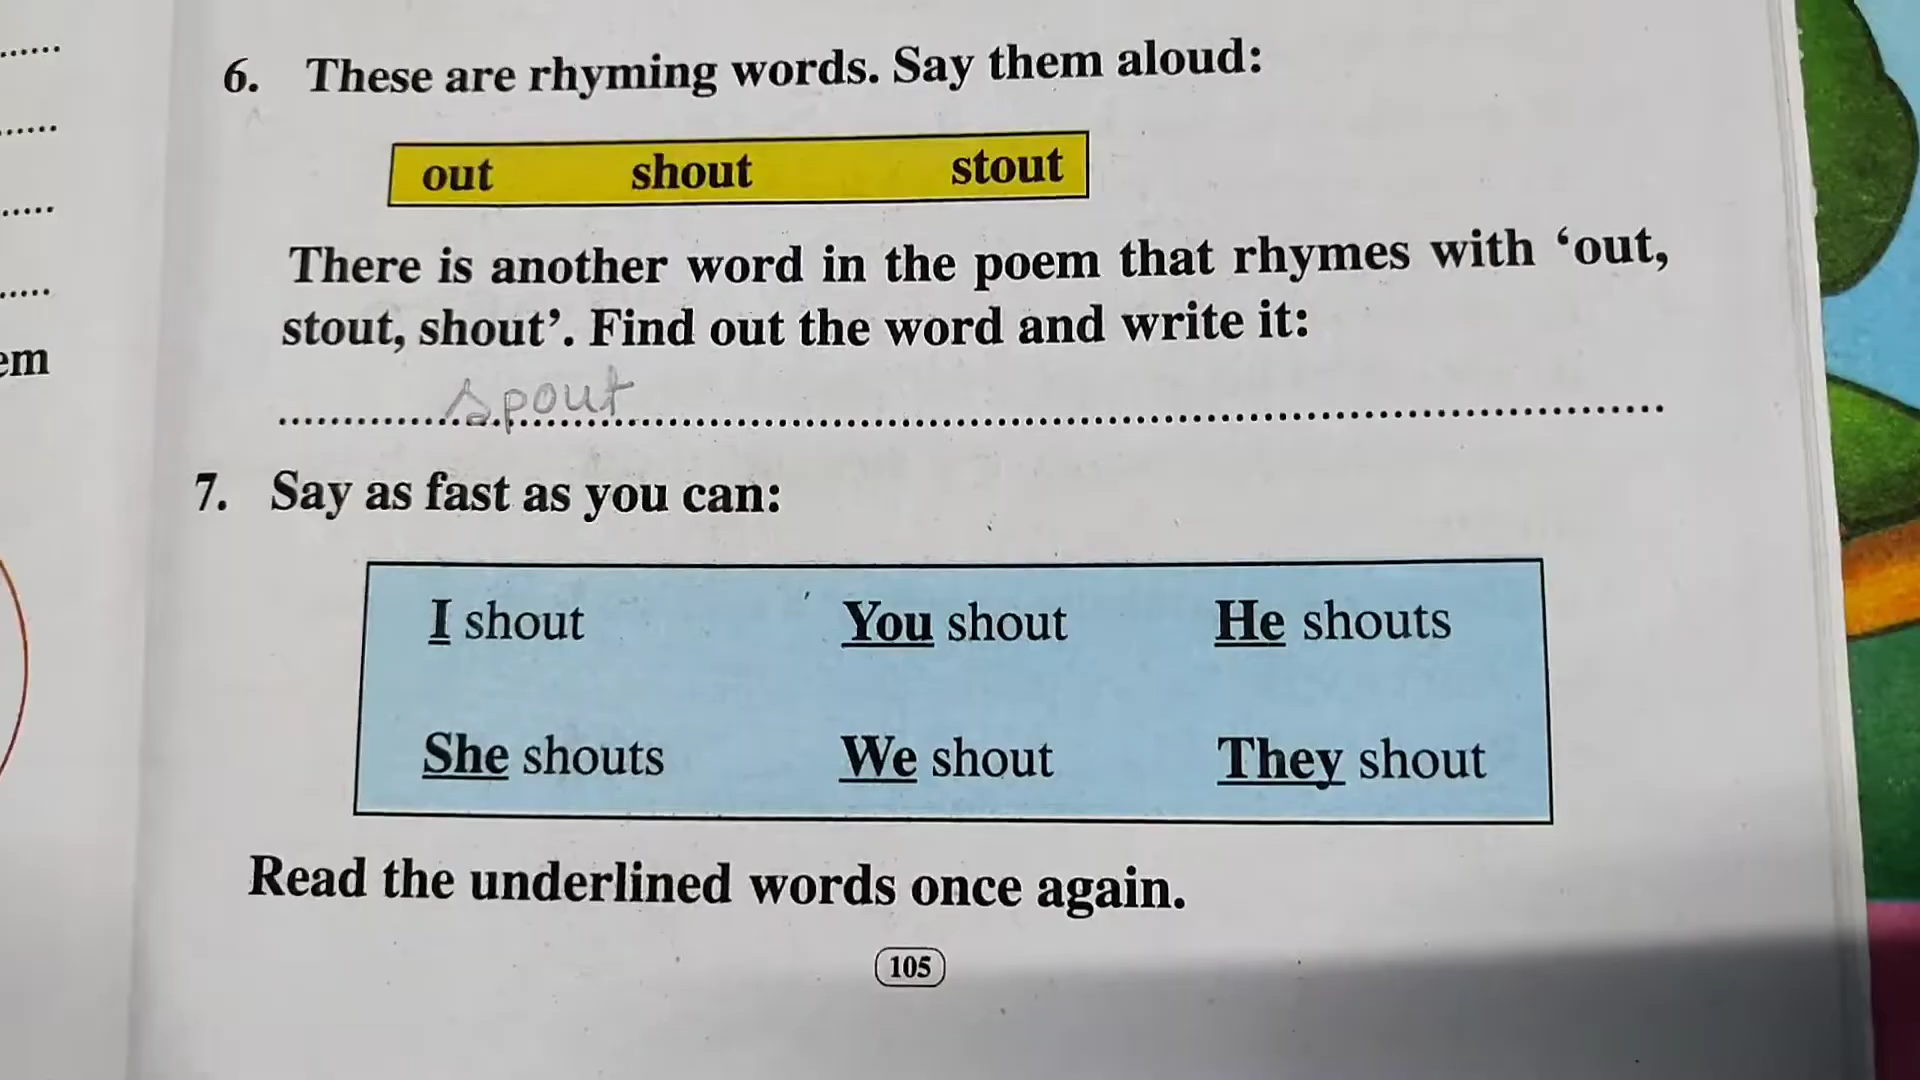 6. These are rhyming words. Say them aloud:
out shout stout
There is another word in the poem that rhymes with ‘out,
stout, shout’. Find out the word and write it:
spout
7. Say as fast as you can:
I shout You shout He shouts
She shouts We shout They shout
Read the underlined words once again.
105